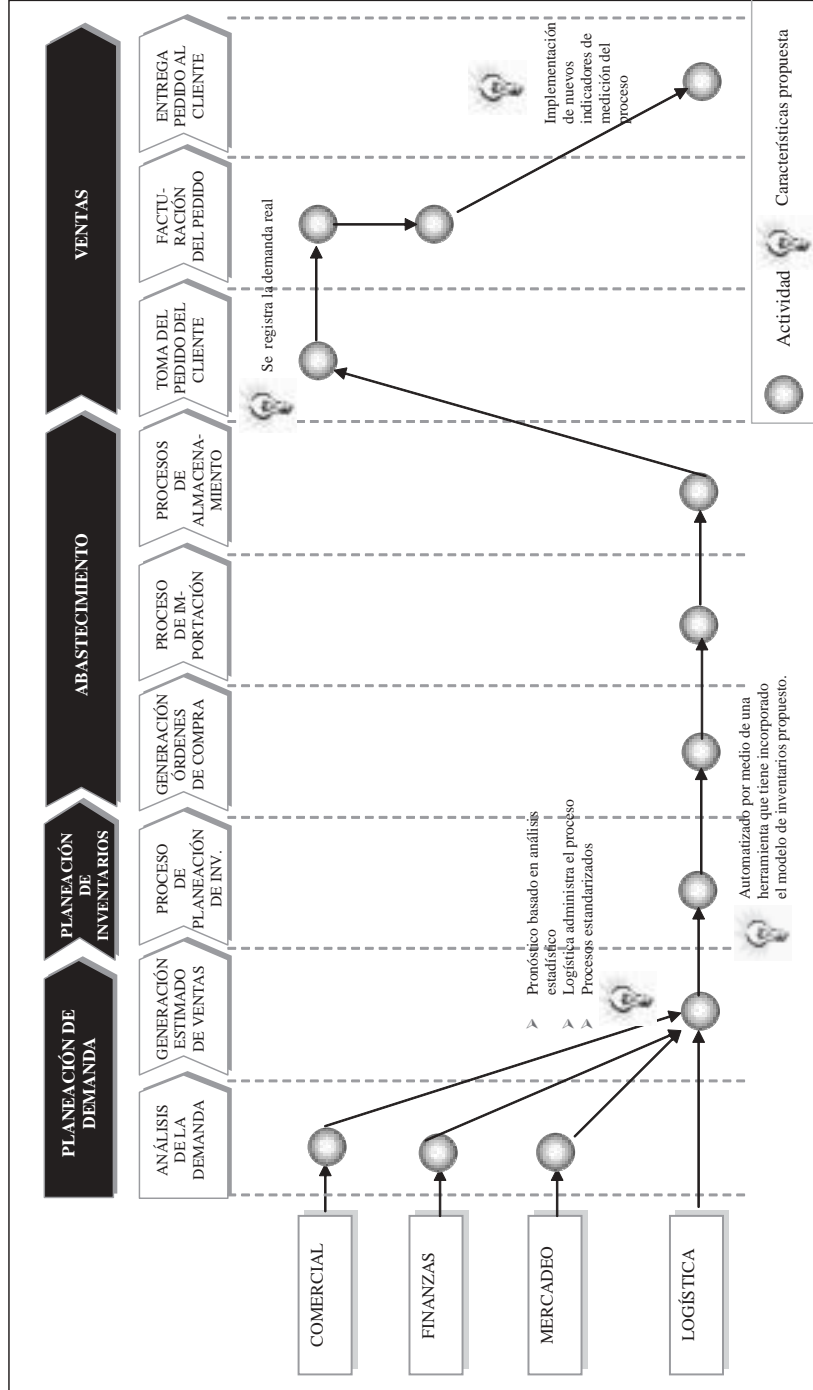 PLANEACIÓN DE
DEMANDA
PLANEACIÓN
DE
INVENTARIOS
ABASTECIMIENTO
VENTAS
ANÁLISIS
DE LA
DEMANDA
GENERACIÓN
ESTIMADO
DE VENTAS
PROCESO
DE
PLANEACIÓN
DE INV.
GENERACIÓN
ÓRDENES
DE COMPRA
PROCESO
DE IM-
PORTACIÓN
PROCESOS
DE
ALMACENA-
MIENTO
TOMA DEL
PEDIDO DEL
CLIENTE
FACTU-
RACIÓN
DEL PEDIDO
ENTREGA
PEDIDO AL
CLIENTE
COMERCIAL
FINANZAS
MERCADEO
LOGÍSTICA
Se registra la demanda real
Implementación
de nuevos
indicadores de
medición del
proceso
➢ Pronóstico basado en análisis
estadístico
➢ Logística administra el proceso
➢ Procesos estandarizados
Automatizado por medio de una
herramienta que tiene incorporado
el modelo de inventarios propuesto.
Actividad
Características propuesta